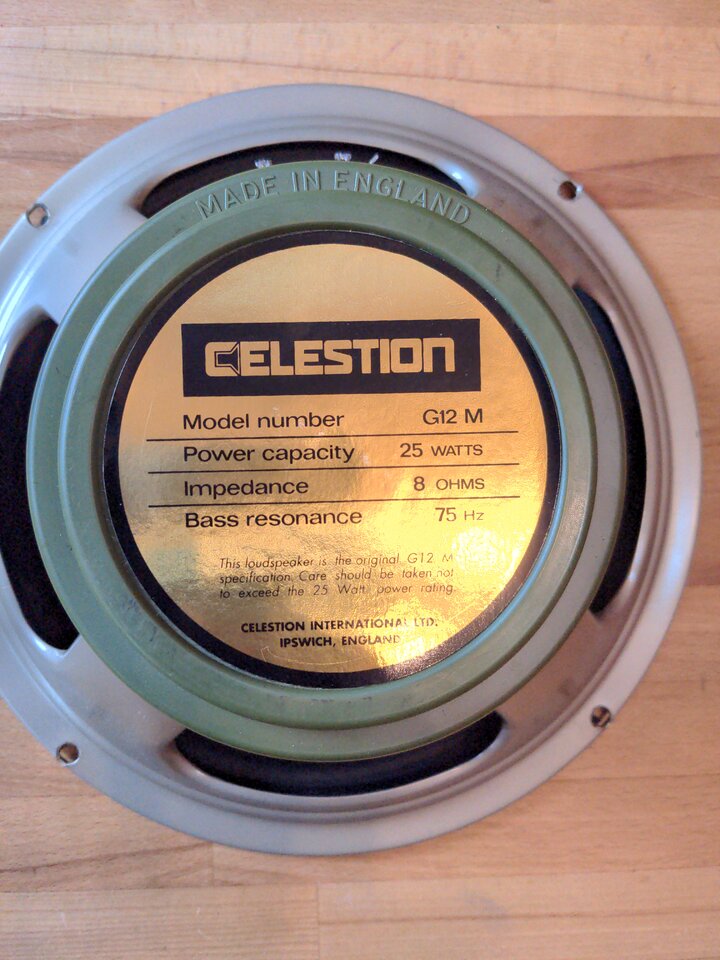 MADE IN ENGLAND
CELESTION
Model number G12 M
Power capacity 25 WATTS
Impedance 8 OHMS
Bass resonance 75 Hz
This loudspeaker is the original G12 M
specification. Care should be taken not
to exceed the 25 Watt power rating.
CELESTION INTERNATIONAL LTD.
IPSWICH, ENGLAND